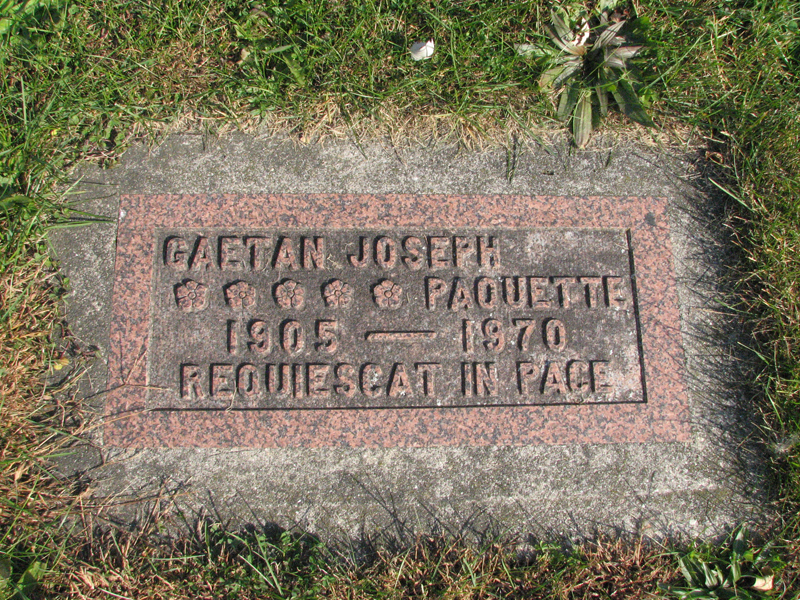 GAETAN JOSEPH
PAQUETTE
1905 — 1970
REQUIESCAT IN PACE